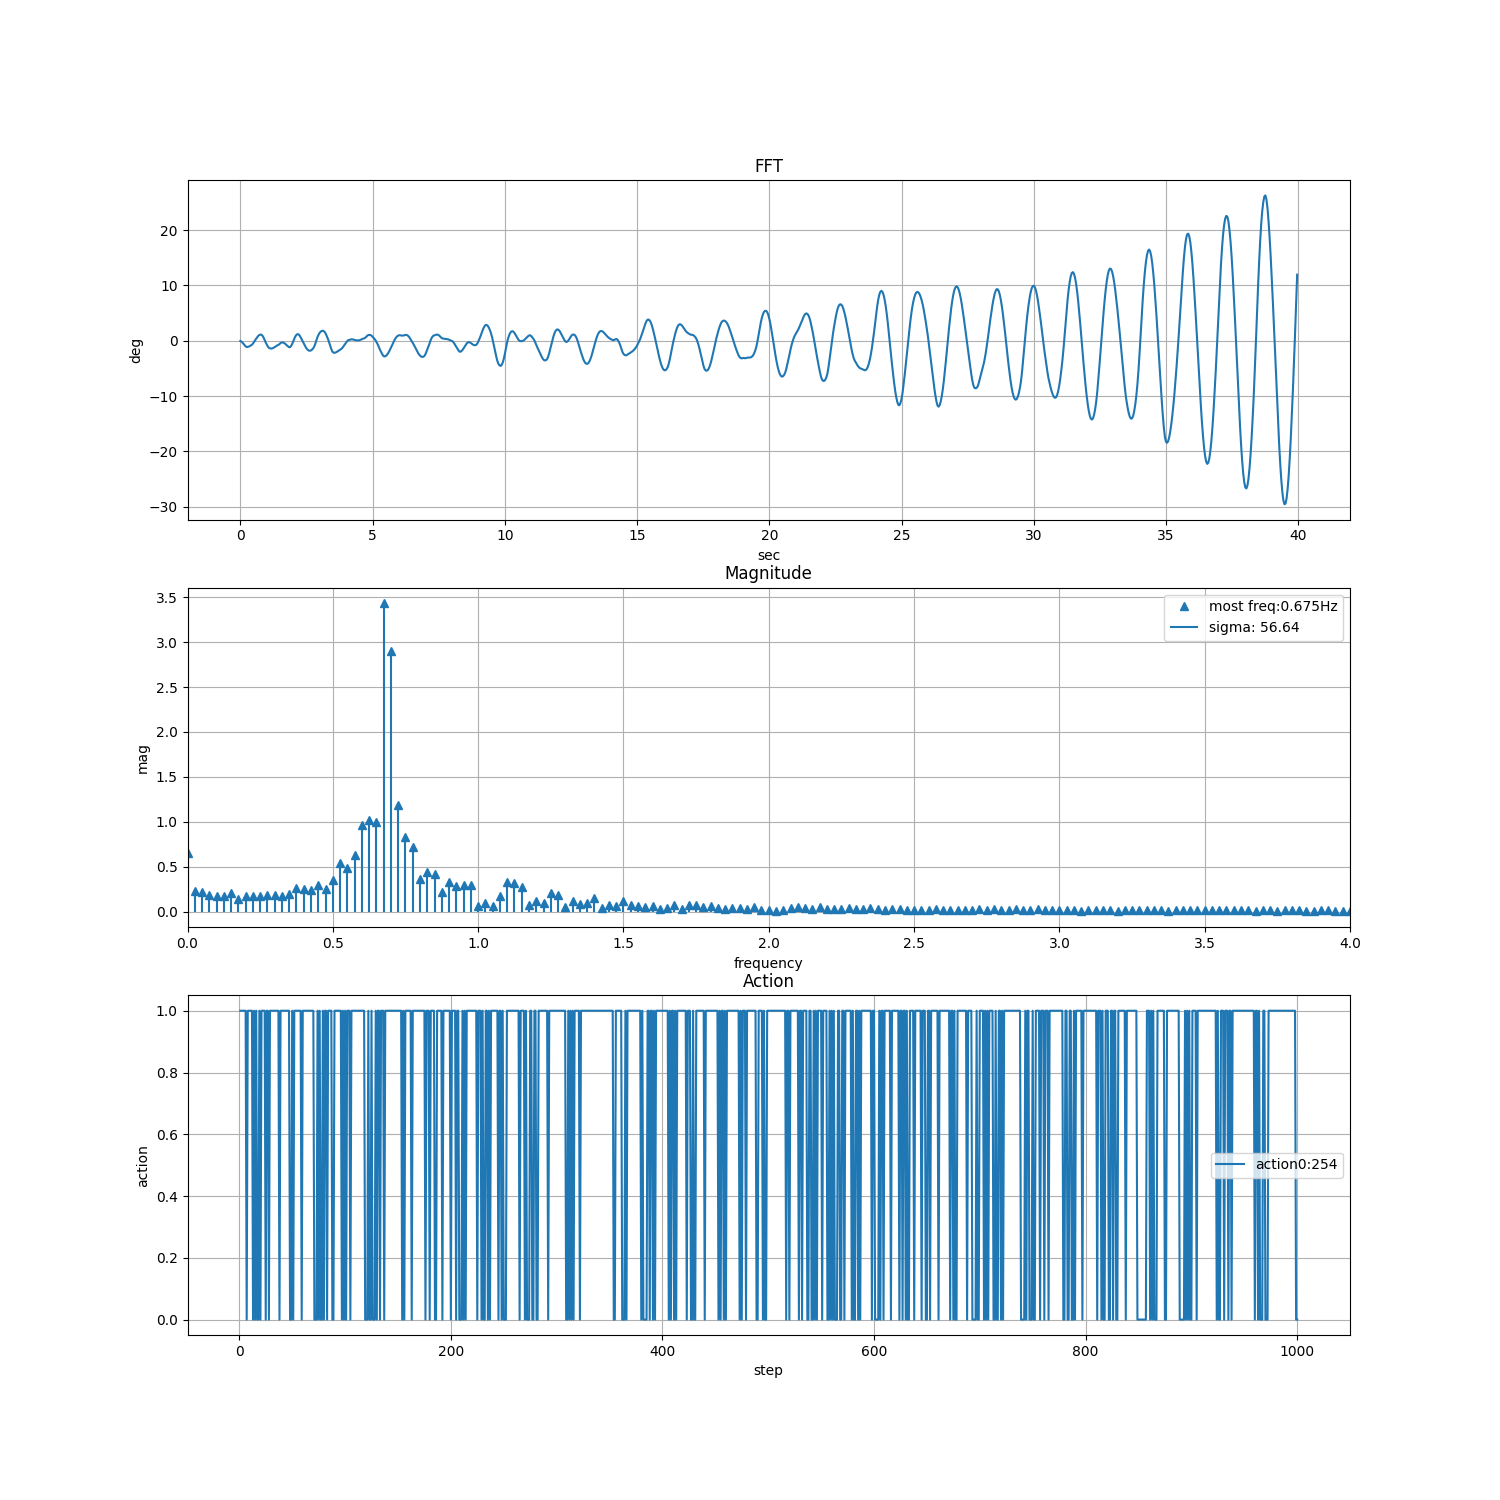 FFT
20
10
0
−10
−20
−30
deg
0 5 10 15 20 25 30 35 40
sec
Magnitude
3.5
3.0
2.5
2.0
1.5
1.0
0.5
0.0
mag
most freq:0.675Hz
sigma: 56.64
0.0 0.5 1.0 1.5 2.0 2.5 3.0 3.5 4.0
frequency
Action
1.0
0.8
0.6
0.4
0.2
0.0
action
action0:254
0 200 400 600 800 1000
step